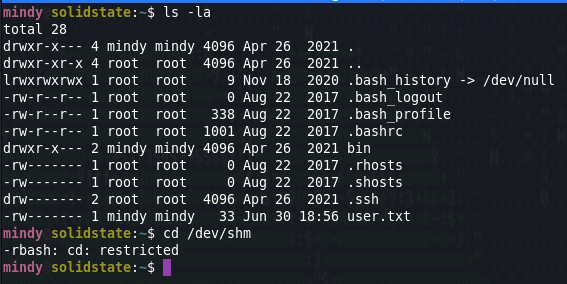 mindy solidstate:~$ ls -la
total 28
drwxr-x--- 4 mindy mindy 4096 Apr 26  2021 .
drwxr-xr-x 4 root  root  4096 Apr 26  2021 ..
lrwxrwxrwx 1 root  root     9 Nov 18  2020 .bash_history -> /dev/null
-rw-r--r-- 1 root  root     0 Aug 22  2017 .bash_logout
-rw-r--r-- 1 root  root   338 Aug 22  2017 .bash_profile
-rw-r--r-- 1 root  root  1001 Aug 22  2017 .bashrc
drwxr-x--- 2 mindy mindy 4096 Apr 26  2021 bin
-rw------- 1 root  root     0 Aug 22  2017 .rhosts
-rw------- 1 root  root     0 Aug 22  2017 .shosts
drw------- 2 root  root  4096 Apr 26  2021 .ssh
-rw------- 1 mindy mindy   33 Jun 30 18:56 user.txt
mindy solidstate:~$ cd /dev/shm
-rbash: cd: restricted
mindy solidstate:~$